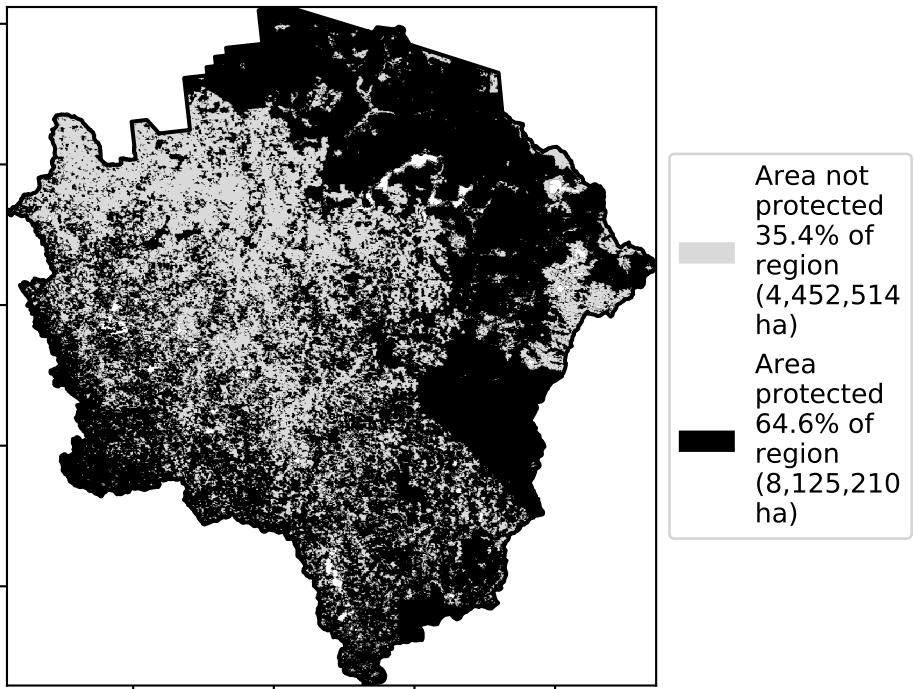 Area not
protected
35.4% of
region
(4,452,514
ha)
Area
protected
64.6% of
region
(8,125,210
ha)